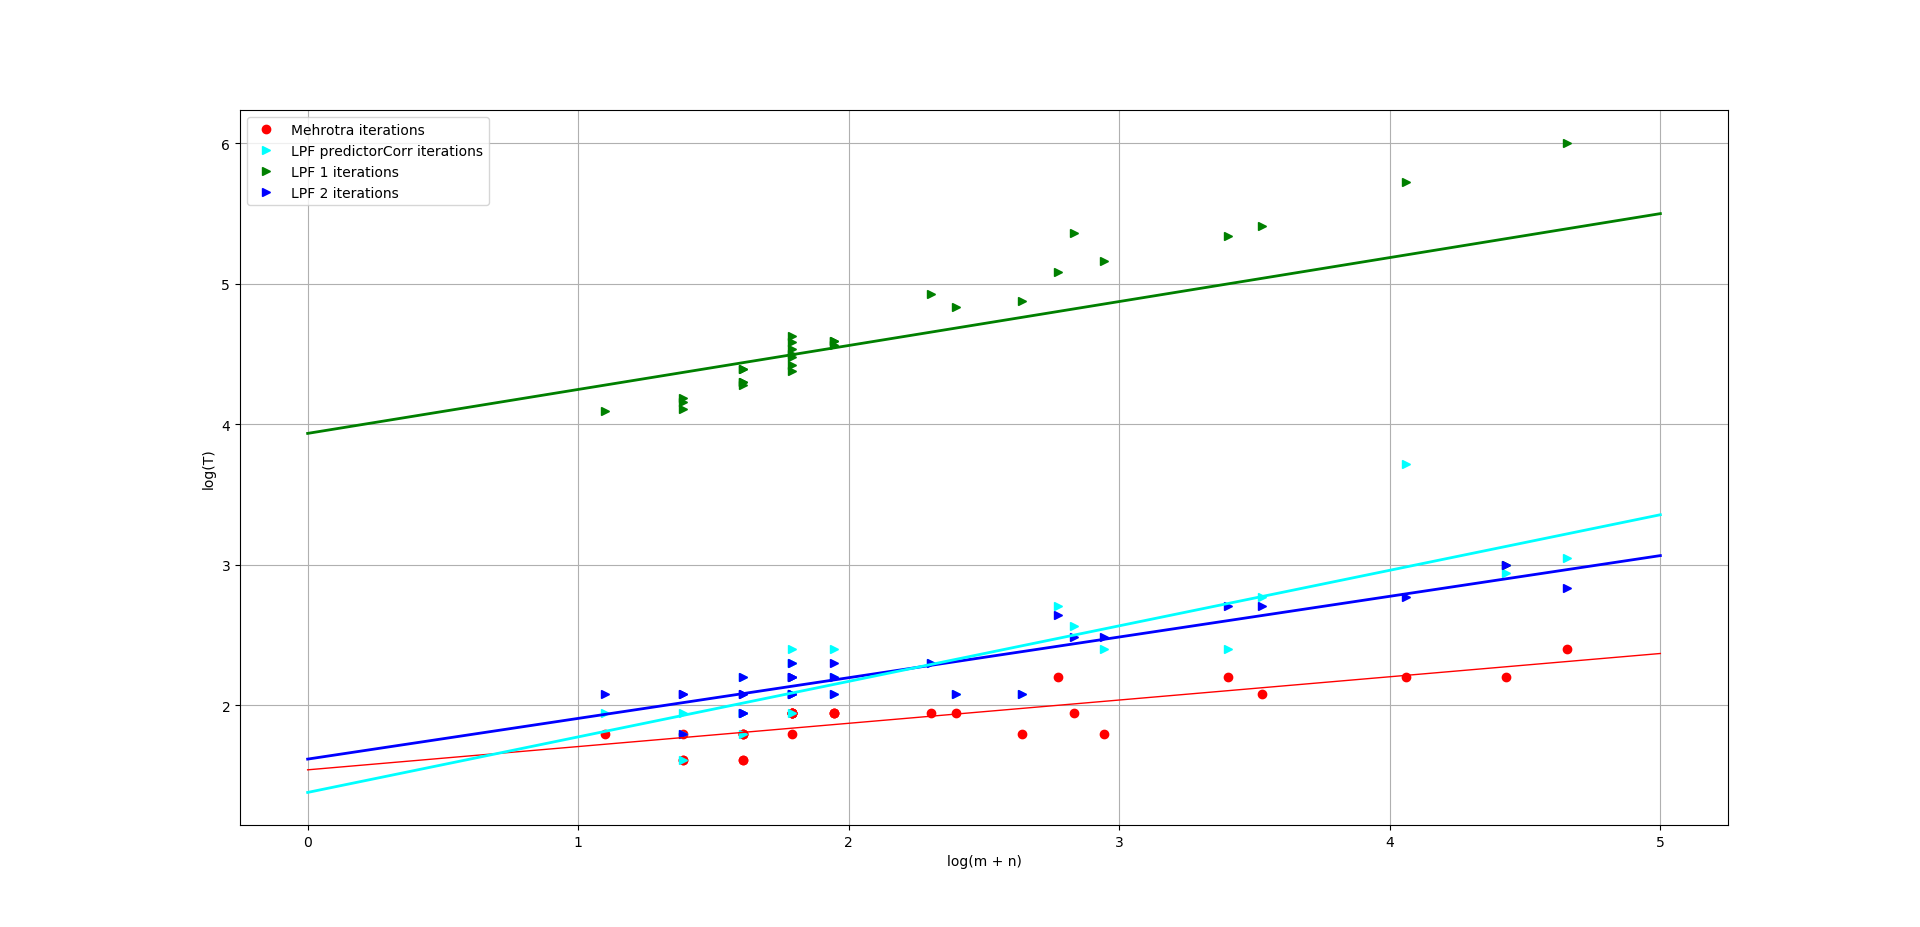 Mehrotra iterations
LPF predictorCorr iterations
LPF 1 iterations
LPF 2 iterations
6
5
4
3
2
log(T)
0 1 2 3 4 5
log(m + n)